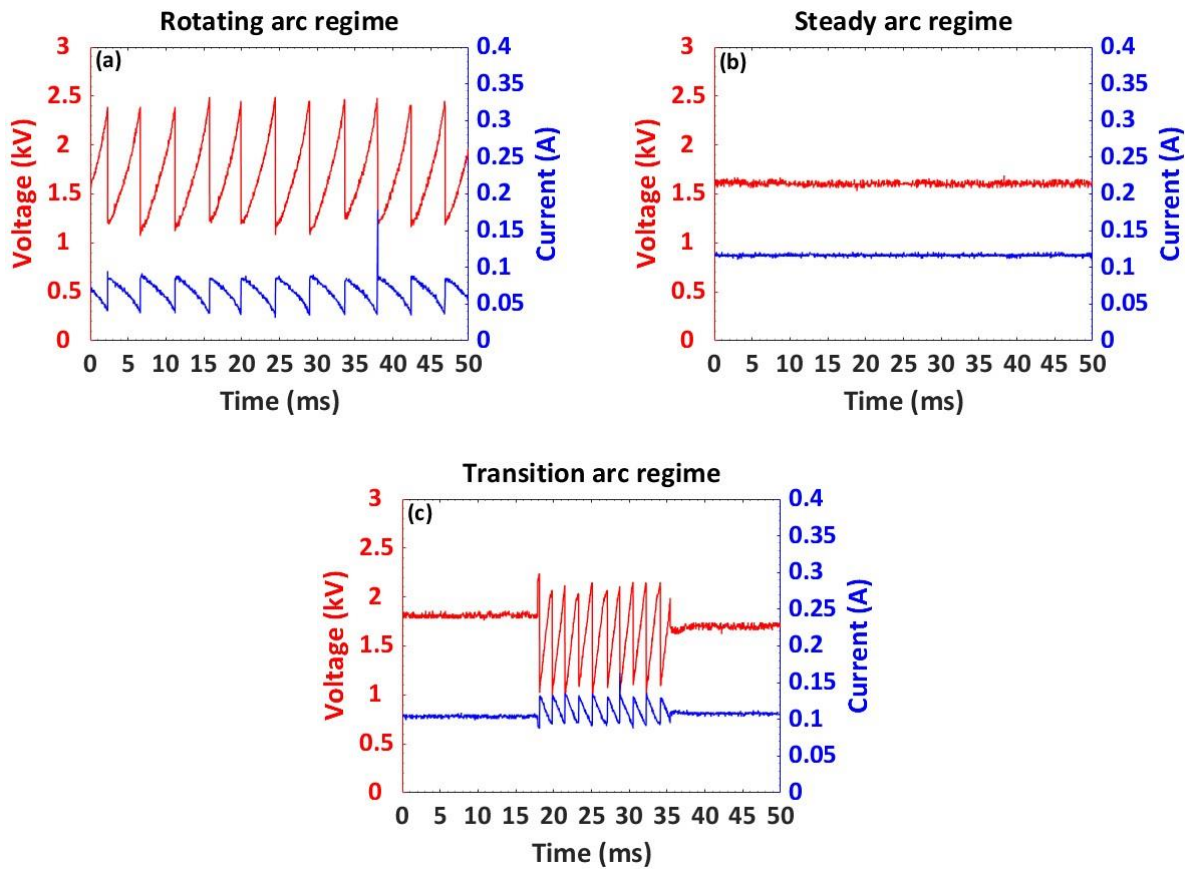 Rotating arc regime
(a)
3
2.5
2
1.5
1
0.5
0
Voltage (kV)
0.4
0.35
0.3
0.25
0.2
0.15
0.1
0.05
0
Current (A)
0 5 10 15 20 25 30 35 40 45 50
Time (ms)
Steady arc regime
(b)
3
2.5
2
1.5
1
0.5
0
Voltage (kV)
0.4
0.35
0.3
0.25
0.2
0.15
0.1
0.05
0
Current (A)
0 5 10 15 20 25 30 35 40 45 50
Time (ms)
Transition arc regime
(c)
3
2.5
2
1.5
1
0.5
0
Voltage (kV)
0.4
0.35
0.3
0.25
0.2
0.15
0.1
0.05
0
Current (A)
0 5 10 15 20 25 30 35 40 45 50
Time (ms)